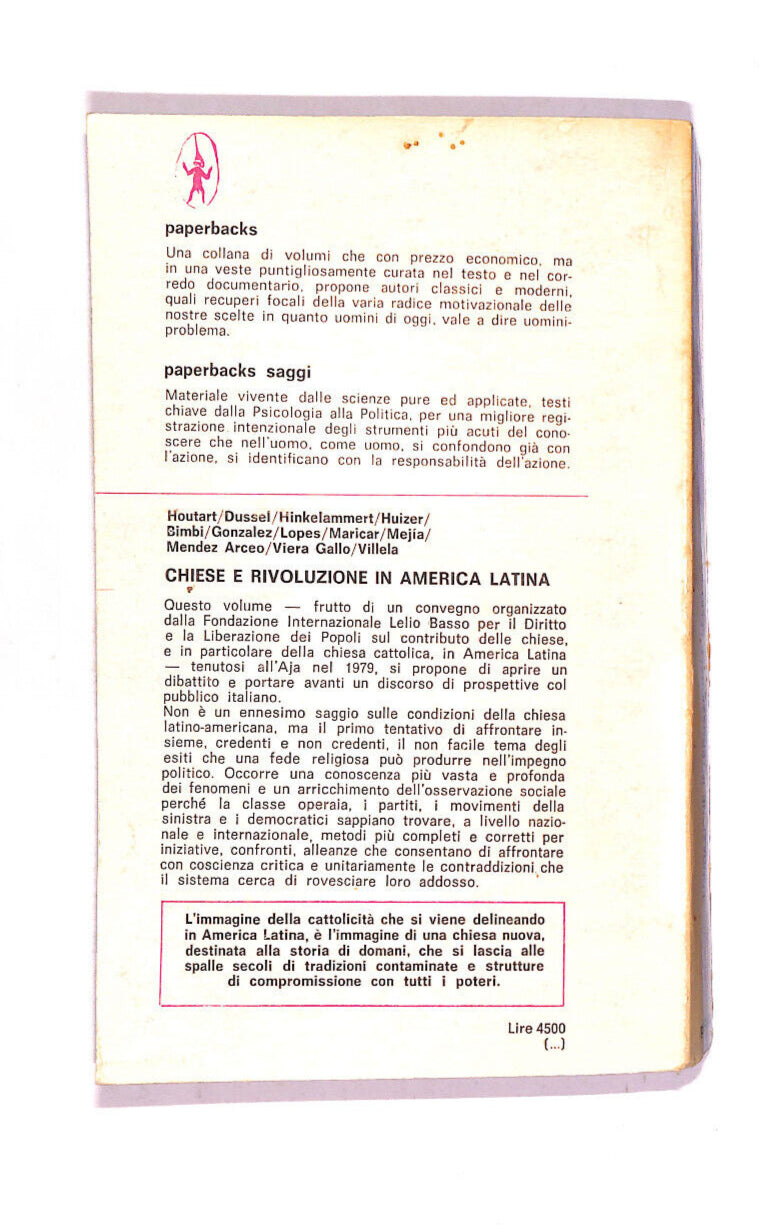 paperbacks
Una collana di volumi che con prezzo economico, ma
in una veste puntigliosamente curata nel testo e nel cor-
redo documentario, propone autori classici e moderni,
quali recuperi focali della varia radice motivazionale delle
nostre scelte in quanto uomini di oggi, vale a dire uomini-
problema.
paperbacks saggi
Materiale vivente dalle scienze pure ed applicate, testi
chiave dalla Psicologia alla Politica, per una migliore regi-
strazione intenzionale degli strumenti più acuti del cono-
scere che nell'uomo, come uomo, si confondono già con
l'azione, si identificano con la responsabilità dell'azione.
Houtart/Dussel/Hinkelammert/Huizer/
Bimbi/Gonzalez/Lopes/Maricar/Mejía/
Mendez Arceo/Viera Gallo/Villela
CHIESE E RIVOLUZIONE IN AMERICA LATINA
Questo volume — frutto di un convegno organizzato
dalla Fondazione Internazionale Lelio Basso per il Diritto
e la Liberazione dei Popoli sul contributo delle chiese,
e in particolare della chiesa cattolica, in America Latina
— tenutosi all'Aja nel 1979, si propone di aprire un
dibattito e portare avanti un discorso di prospettive col
pubblico italiano.
Non è un ennesimo saggio sulle condizioni della chiesa
latino-americana, ma il primo tentativo di affrontare in-
sieme, credenti e non credenti, il non facile tema degli
esiti che una fede religiosa può produrre nell'impegno
politico. Occorre una conoscenza più vasta e profonda
dei fenomeni e un arricchimento dell'osservazione sociale
perché la classe operaia, i partiti, i movimenti della
sinistra e i democratici sappiano trovare, a livello nazio-
nale e internazionale, metodi più completi e corretti per
iniziative, confronti, alleanze che consentano di affrontare
con coscienza critica e unitariamente le contraddizioni che
il sistema cerca di rovesciare loro addosso.
L'immagine della cattolicità che si viene delineando
in America Latina, è l'immagine di una chiesa nuova,
destinata alla storia di domani, che si lascia alle
spalle secoli di tradizioni contaminate e strutture
di compromissione con tutti i poteri.
Lire 4500
(...)